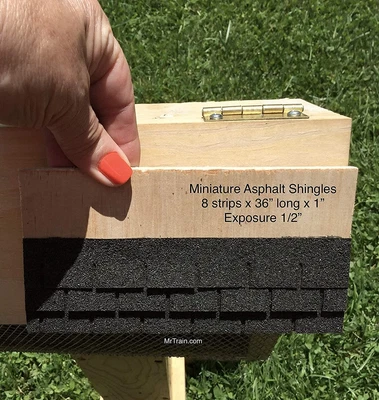 Miniature Asphalt Shingles
8 strips x 36” long x 1”
Exposure 1/2”
MrTrain.com